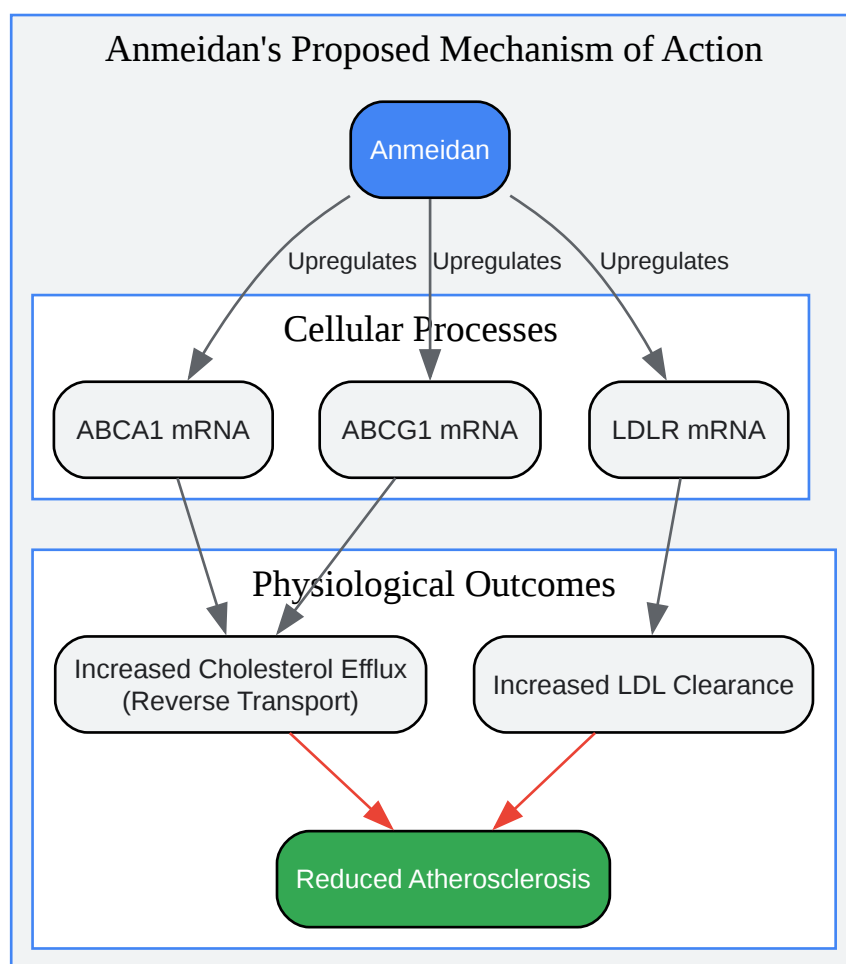 Anmeidan's Proposed Mechanism of Action
Anmeidan
Upregulates
Upregulates
Upregulates
Cellular Processes
ABCA1 mRNA
ABCG1 mRNA
LDLR mRNA
Physiological Outcomes
Increased Cholesterol Efflux
(Reverse Transport)
Increased LDL Clearance
Reduced Atherosclerosis